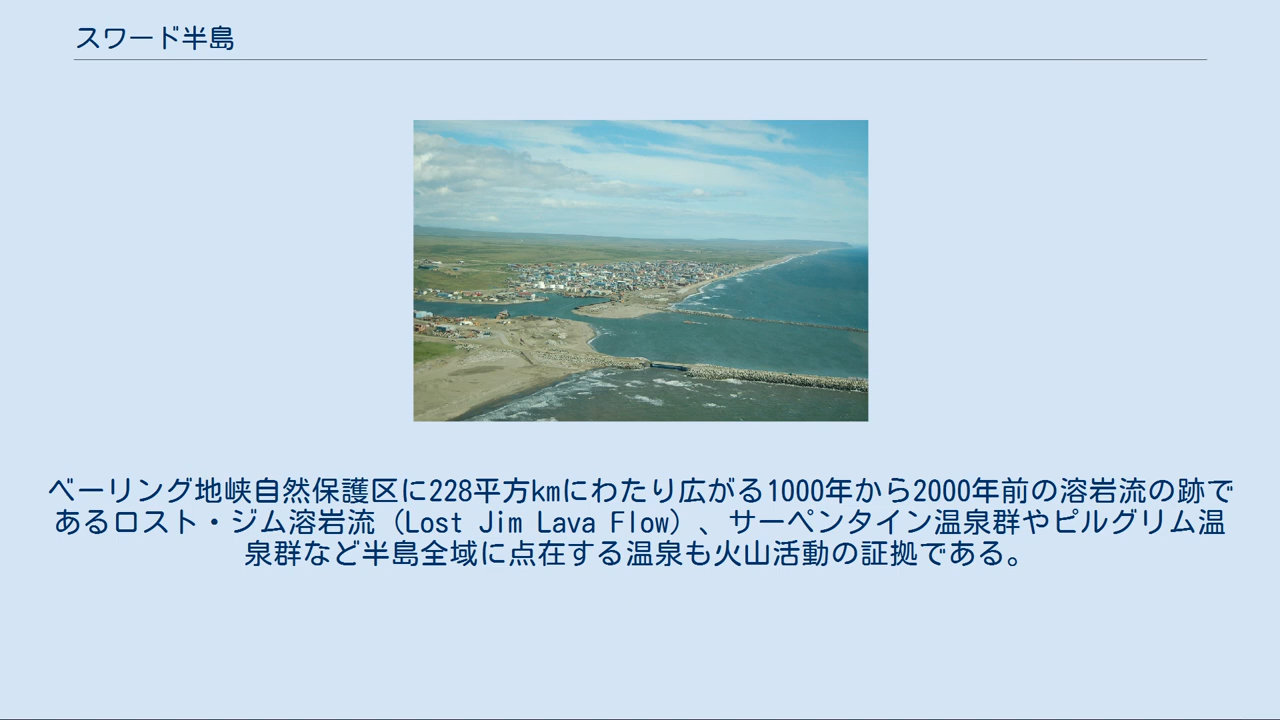 スワード半島
ベーリング地峡自然保護区に228平方kmにわたり広がる1000年から2000年前の溶岩流の跡で
あるロスト・ジム溶岩流（Lost Jim Lava Flow）、サーペンタイン温泉群やピルグリム温
泉群など半島全域に点在する温泉も火山活動の証拠である。